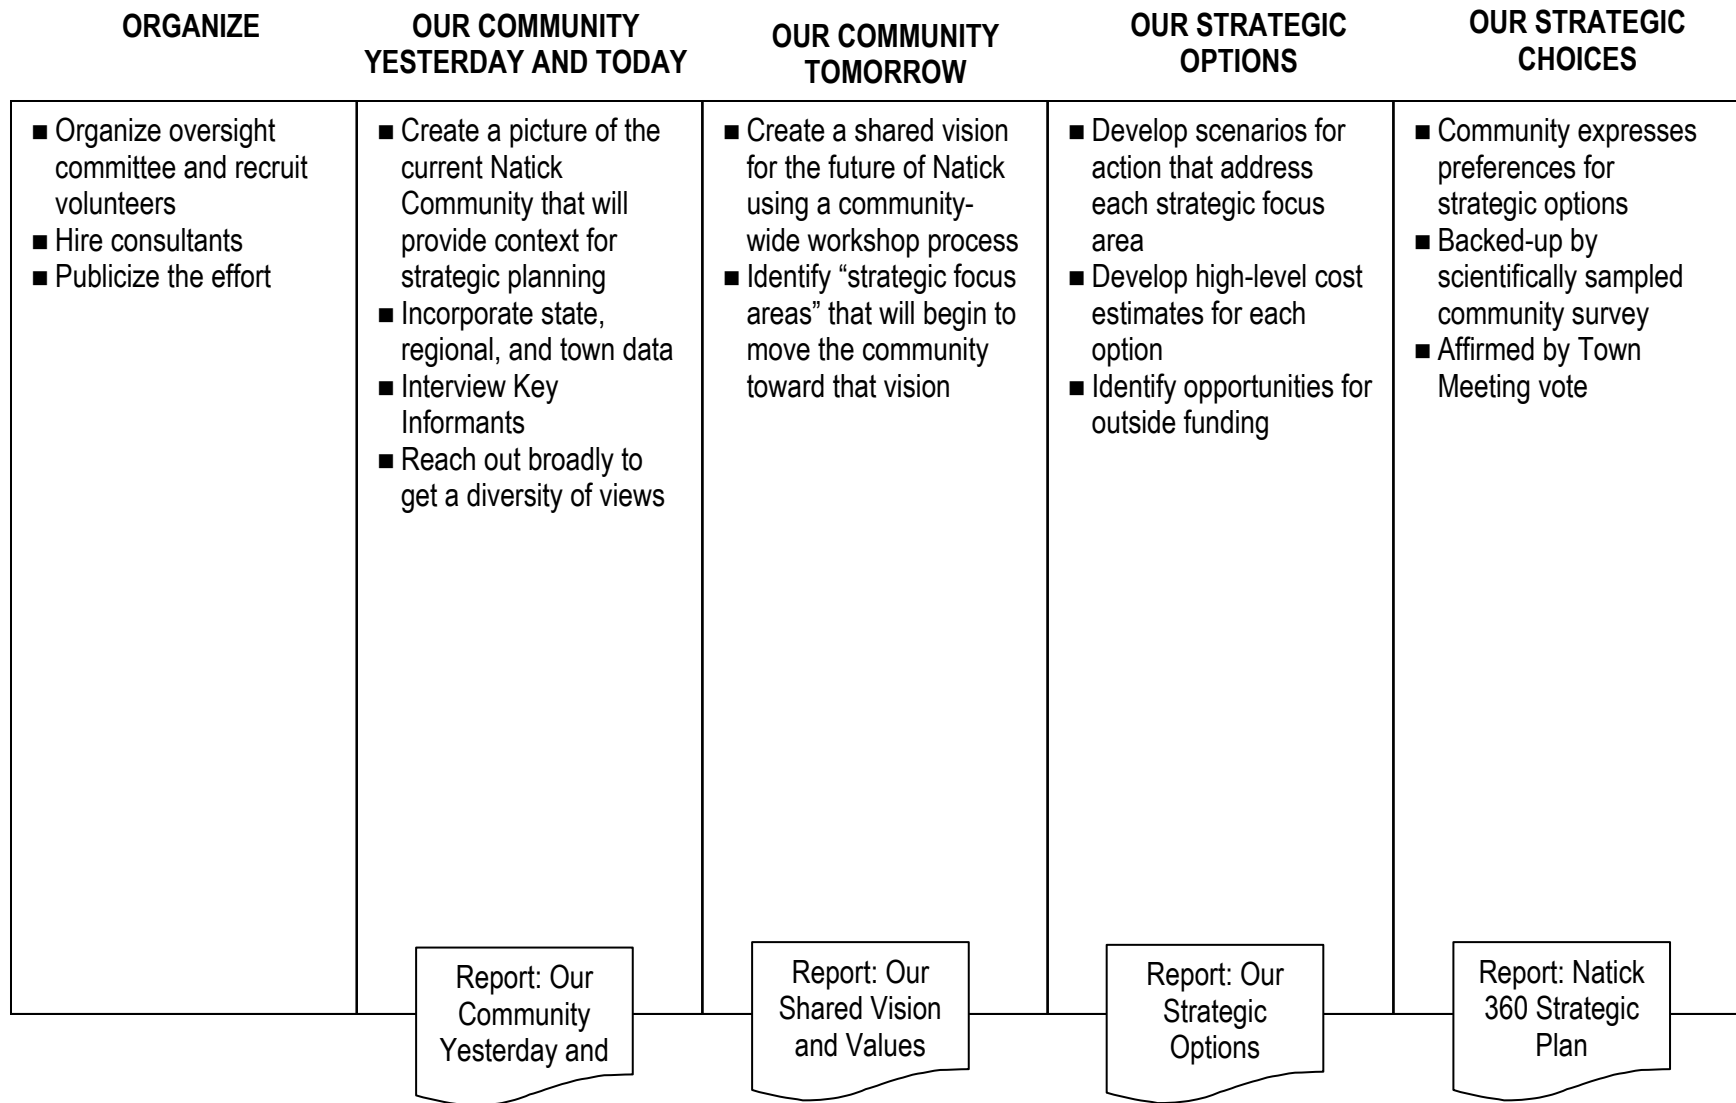 ORGANIZE
OUR COMMUNITY
YESTERDAY AND TODAY
OUR COMMUNITY
TOMORROW
OUR STRATEGIC
OPTIONS
OUR STRATEGIC
CHOICES
■ Organize oversight
committee and recruit
volunteers
■ Hire consultants
■ Publicize the effort
■ Create a picture of the
current Natick
Community that will
provide context for
strategic planning
■ Incorporate state,
regional, and town data
■ Interview Key
Informants
■ Reach out broadly to
get a diversity of views
■ Create a shared vision
for the future of Natick
using a community-
wide workshop process
■ Identify “strategic focus
areas” that will begin to
move the community
toward that vision
■ Develop scenarios for
action that address
each strategic focus
area
■ Develop high-level cost
estimates for each
option
■ Identify opportunities for
outside funding
■ Community expresses
preferences for
strategic options
■ Backed-up by
scientifically sampled
community survey
■ Affirmed by Town
Meeting vote
Report: Our
Community
Yesterday and
Report: Our
Shared Vision
and Values
Report: Our
Strategic
Options
Report: Natick
360 Strategic
Plan